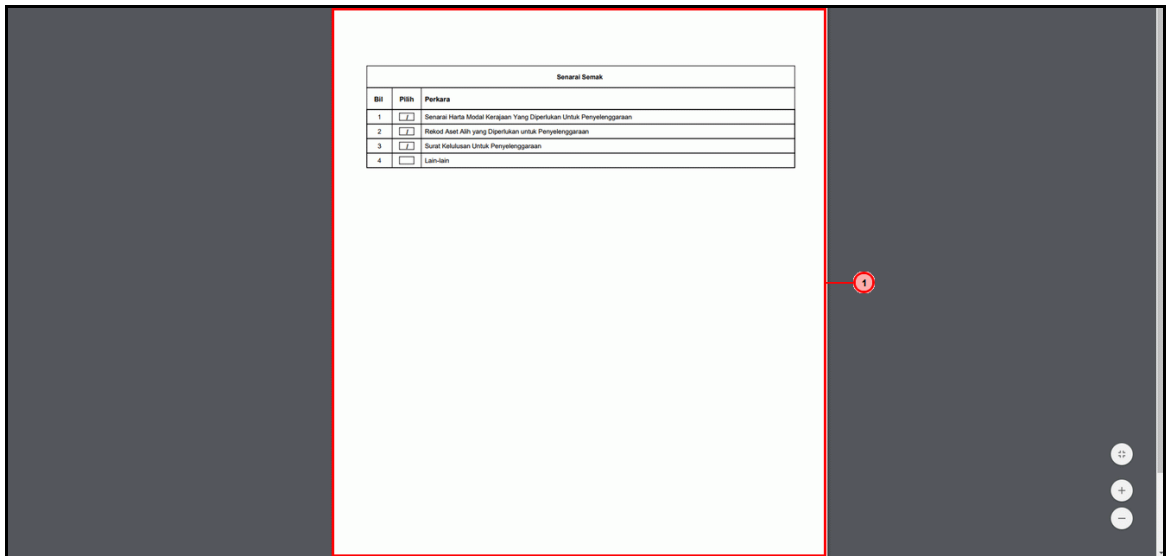 Senarai Semak
Bil Pilih Perkara
1 / Senarai Harta Modal Kerajaan Yang Diperlukan Untuk Penyelenggaraan
2 / Rekod Aset Alih yang Diperlukan untuk Penyelenggaraan
3 / Surat Kelulusan Untuk Penyelenggaraan
4 Lain-lain
1